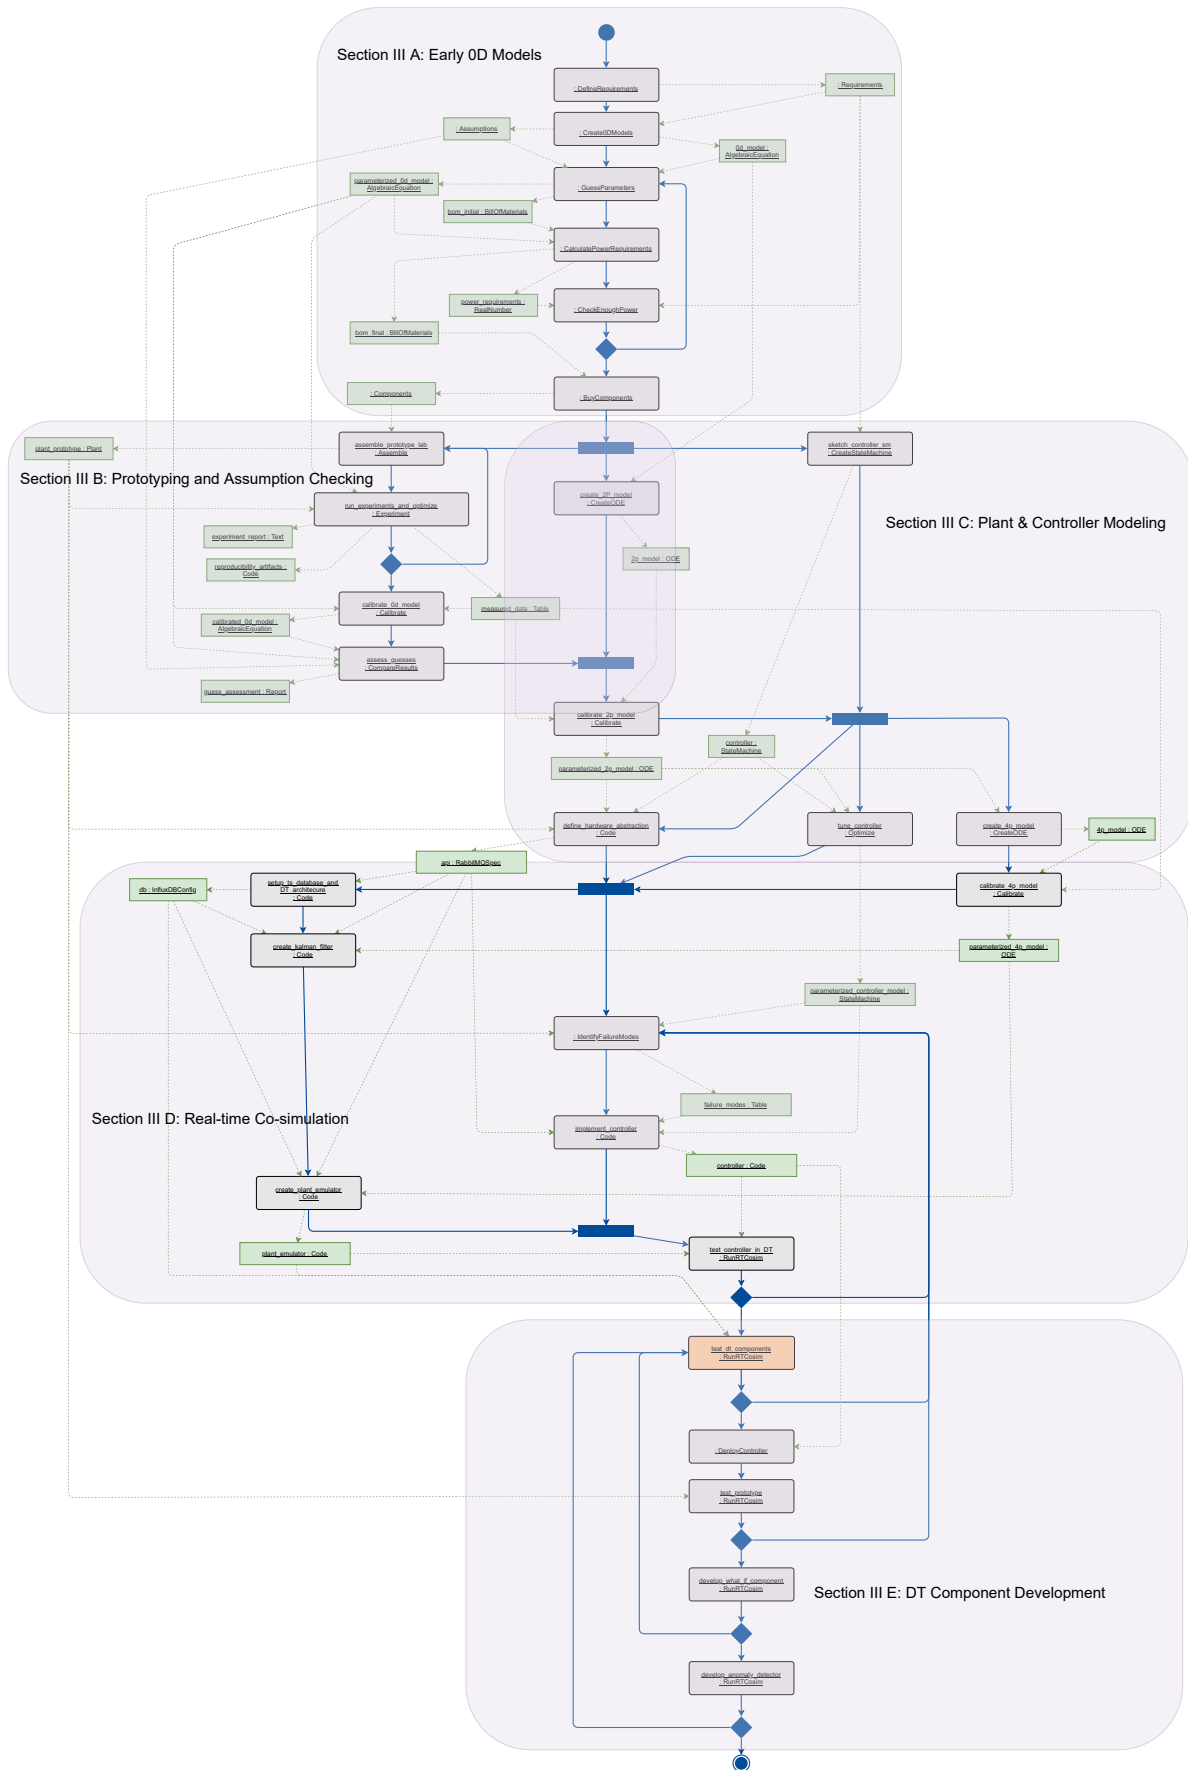 Section III A: Early 0D Models
: DefineRequirements
: Requirements
: Assumptions
: Create0DModels
0d_model :
AlgebraicEquation
parameterized_0d_model :
AlgebraicEquation
: GuessParameters
bom_initial : BillOfMaterials
: CalculatePowerRequirements
power_requirements :
RealNumber
: CheckEnoughPower
bom_final : BillOfMaterials
: Components
: BuyComponents
plant_prototype : Plant
assemble_prototype_lab
: Assemble
sketch_controller_sm
: CreateStateMachine
Section III B: Prototyping and Assumption Checking
create_2P_model
: CreateODE
run_experiments_and_optimize
: Experiment
Section III C: Plant & Controller Modeling
experiment_report : Text
2p_model : ODE
reproducibility_artifacts :
Code
calibrate_0d_model
: Calibrate
measured_data : Table
calibrated_0d_model :
AlgebraicEquation
assess_guesses
: CompareResults
guess_assessment : Report
calibrate_2p_model
: Calibrate
controller :
StateMachine
parameterized_2p_model : ODE
define_hardware_abstraction
: Code
tune_controller
: Optimize
create_4p_model
: CreateODE
4p_model : ODE
api : RabbitMQSpec
db : InfluxDBConfig
setup_ts_database_and
DT_architecure
: Code
calibrate_4p_model
: Calibrate
create_kalman_filter
: Code
parameterized_4p_model :
ODE
parameterized_controller_model :
StateMachine
: IdentifyFailureModes
failure_modes : Table
Section III D: Real-time Co-simulation
implement_controller
: Code
controller : Code
create_plant_emulator
: Code
plant_emulator : Code
test_controller_in_DT
: RunRTCosim
test_dt_components
: RunRTCosim
: DeployController
test_prototype
: RunRTCosim
develop_what_if_component
: RunRTCosim
Section III E: DT Component Development
develop_anomaly_detector
: RunRTCosim